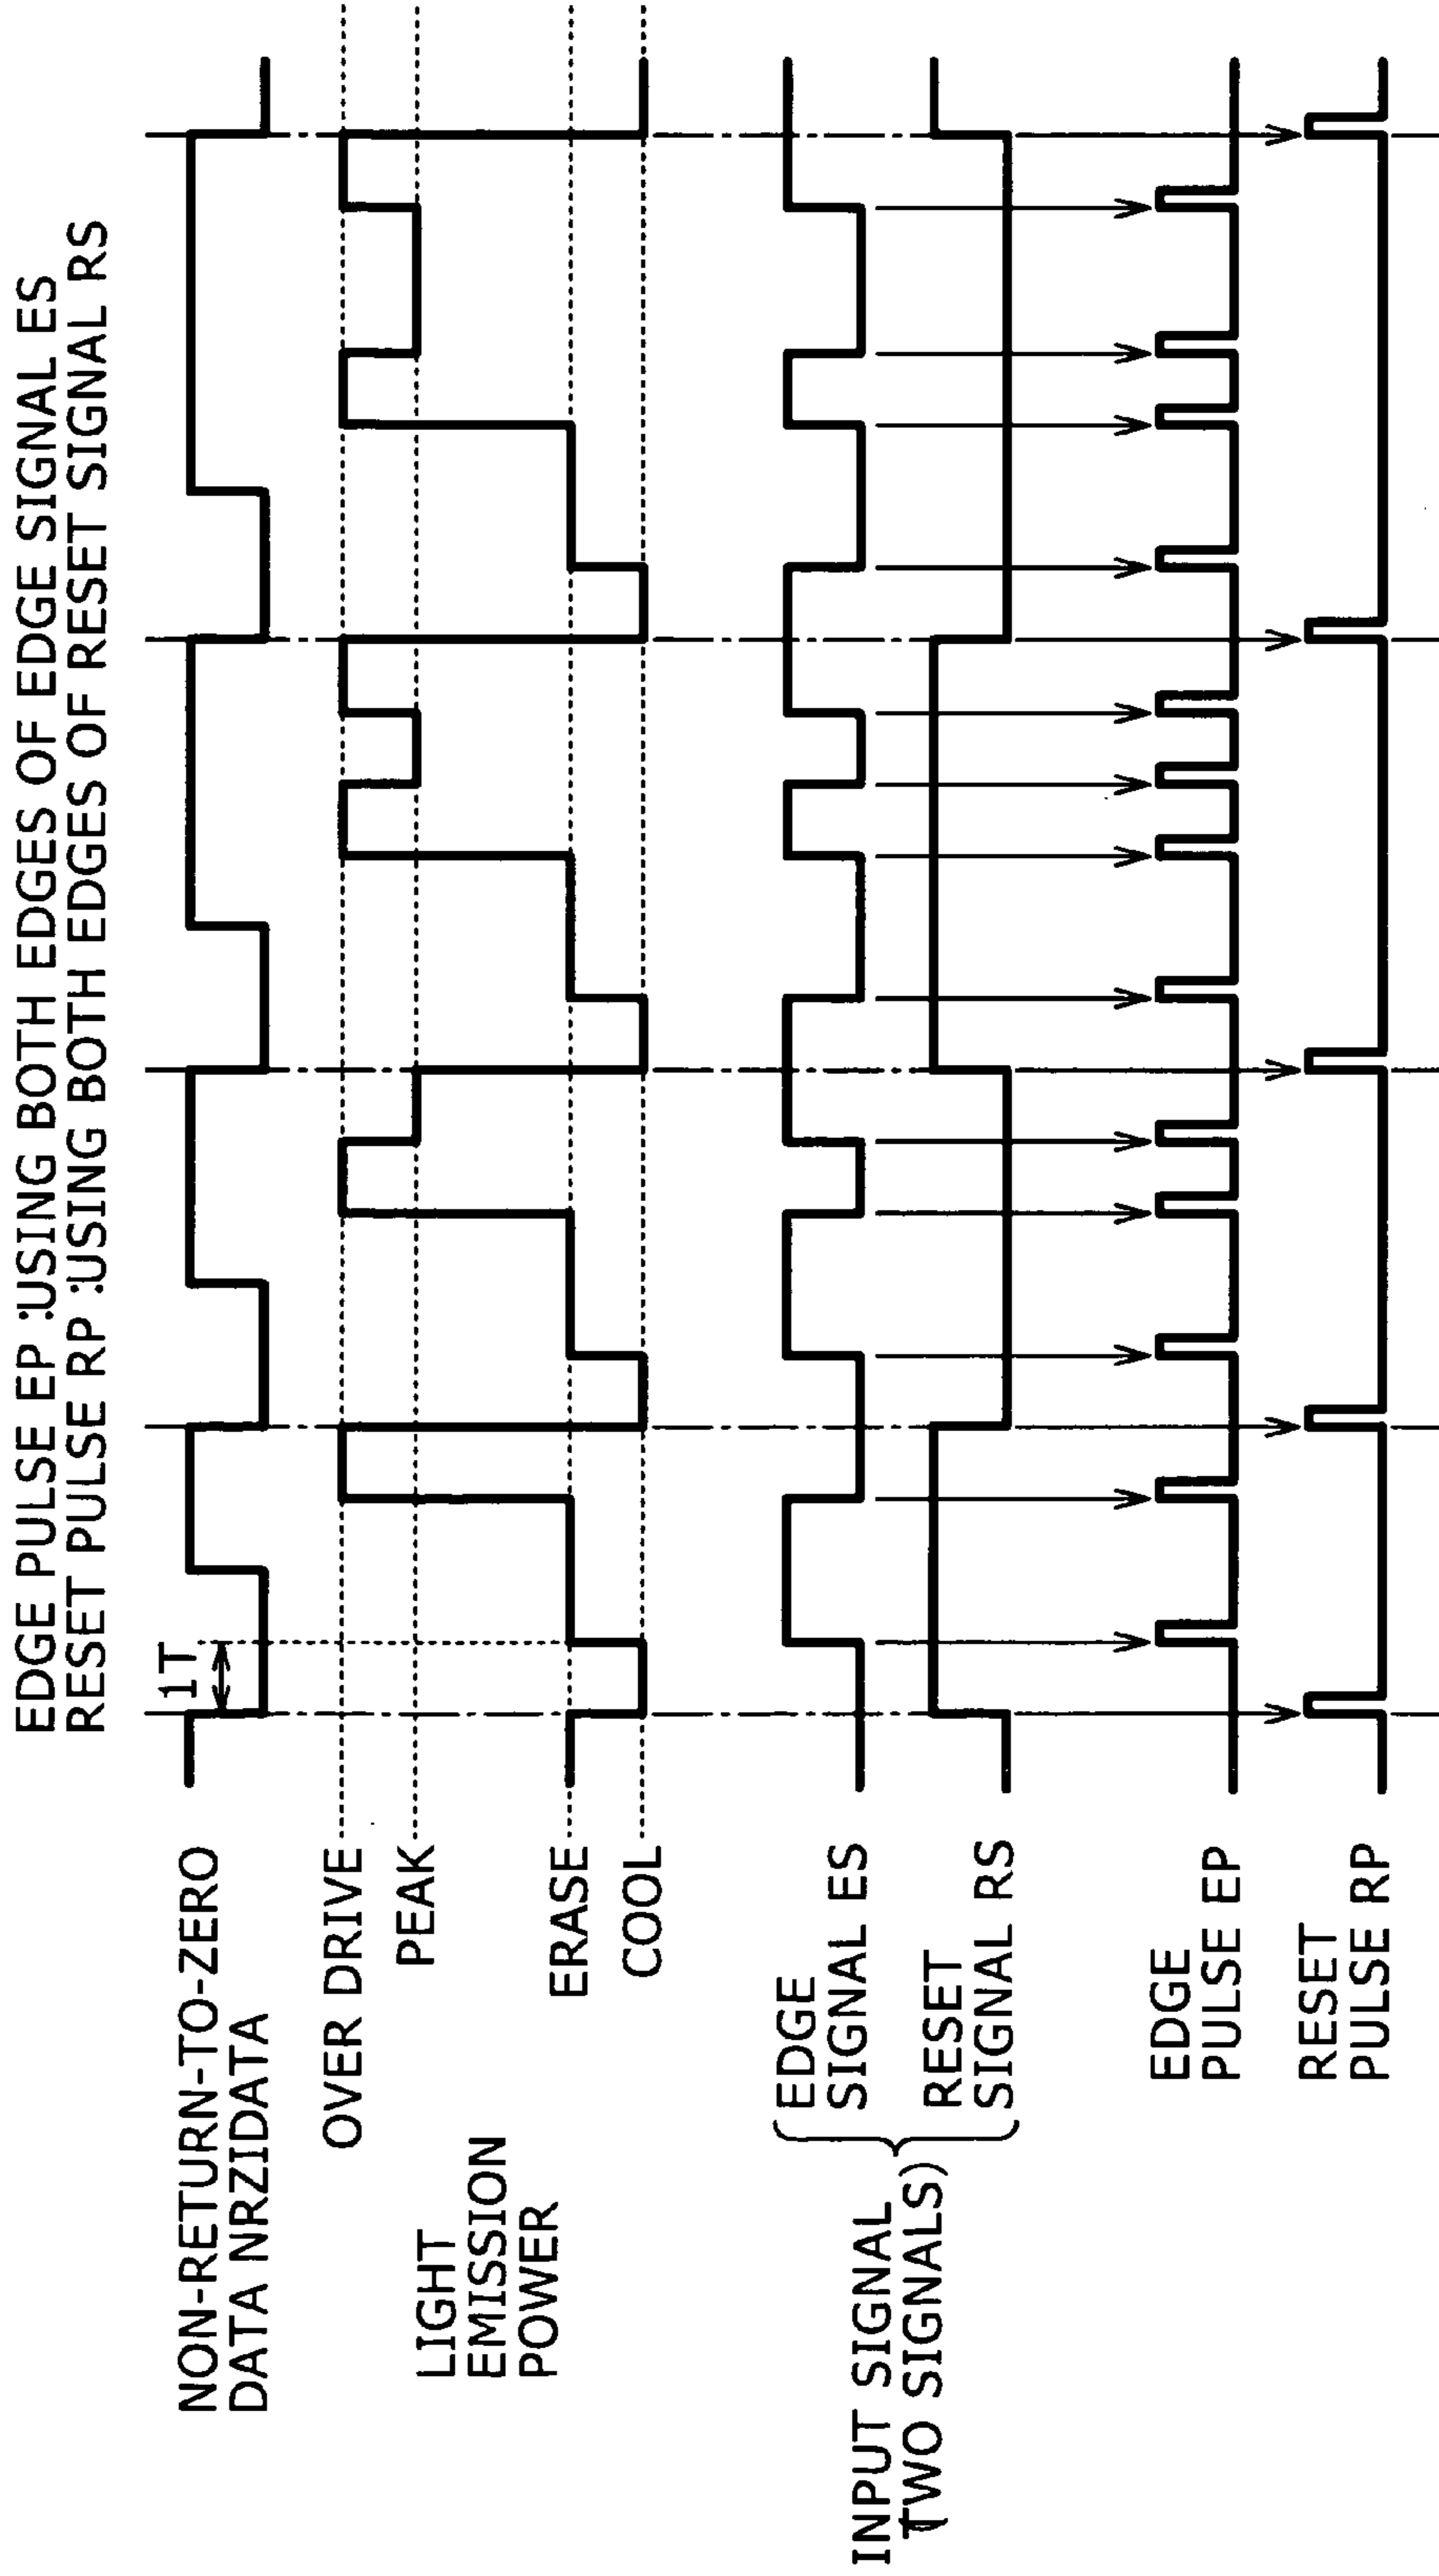 EDGE PULSE EP :USING BOTH EDGES OF EDGE SIGNAL ES
RESET PULSE RP :USING BOTH EDGES OF RESET SIGNAL RS
1T
NON-RETURN-TO-ZERO
DATA NRZIDATA
OVER DRIVE
PEAK
LIGHT
EMISSION
POWER
ERASE
COOL
INPUT SIGNAL
(TWO SIGNALS)
EDGE
SIGNAL ES
RESET
SIGNAL RS
EDGE
PULSE EP
RESET
PULSE RP